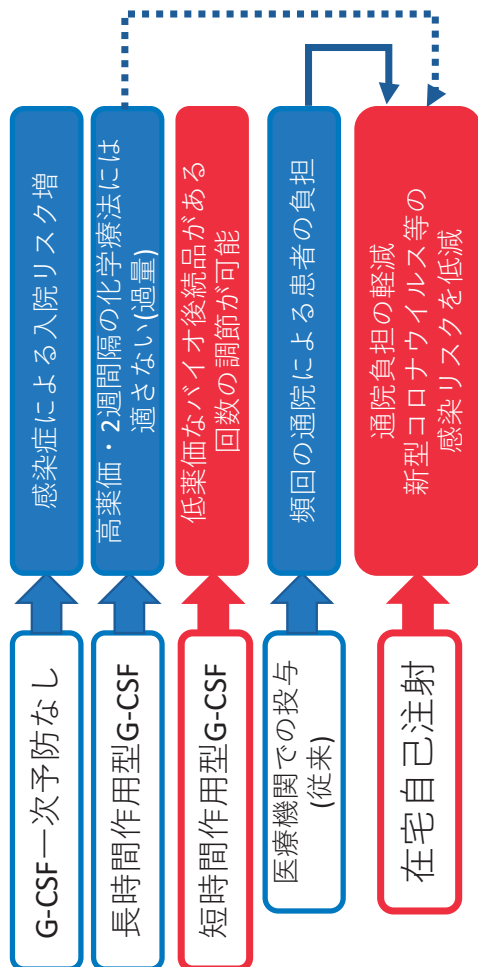 G-CSF一次予防なし
感染症による入院リスク増
長時間作用型G-CSF
高薬価・2週間隔の化学療法には
適さない(過量)
短時間作用型G-CSF
低薬価なバイオ後続品がある
回数の調節が可能
医療機関での投与
(従来)
頻回の通院による患者の負担
在宅自己注射
通院負担の軽減
新型コロナウイルス等の
感染リスクを低減